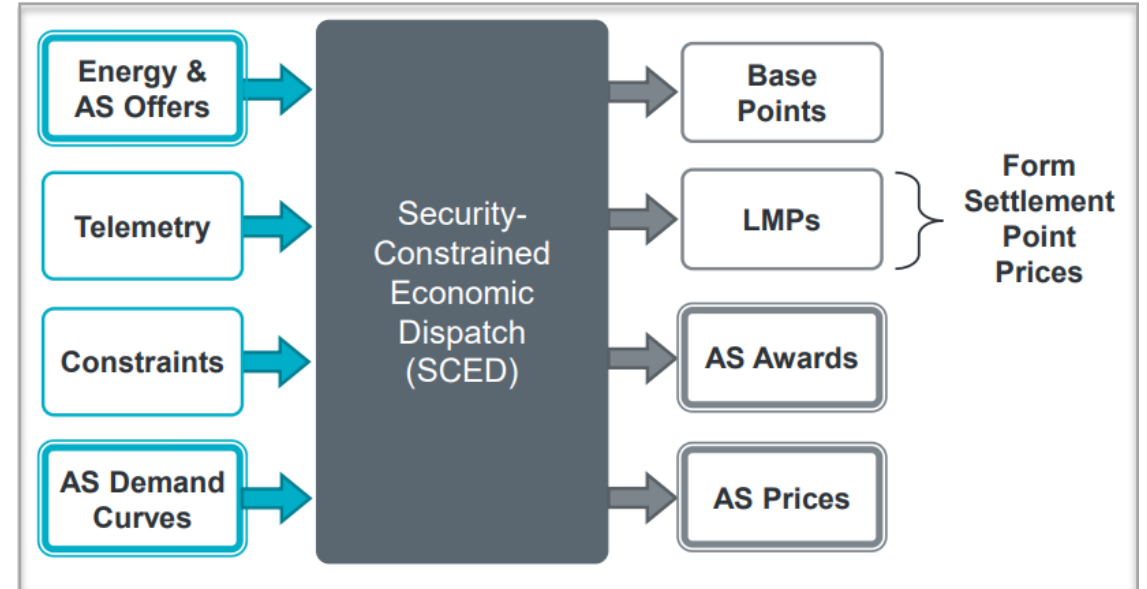 Energy &
AS Offers
Telemetry
Constraints
AS Demand
Curves
Security-
Constrained
Economic
Dispatch
(SCED)
Base
Points
LMPs
AS Awards
AS Prices
Form
Settlement
Point
Prices